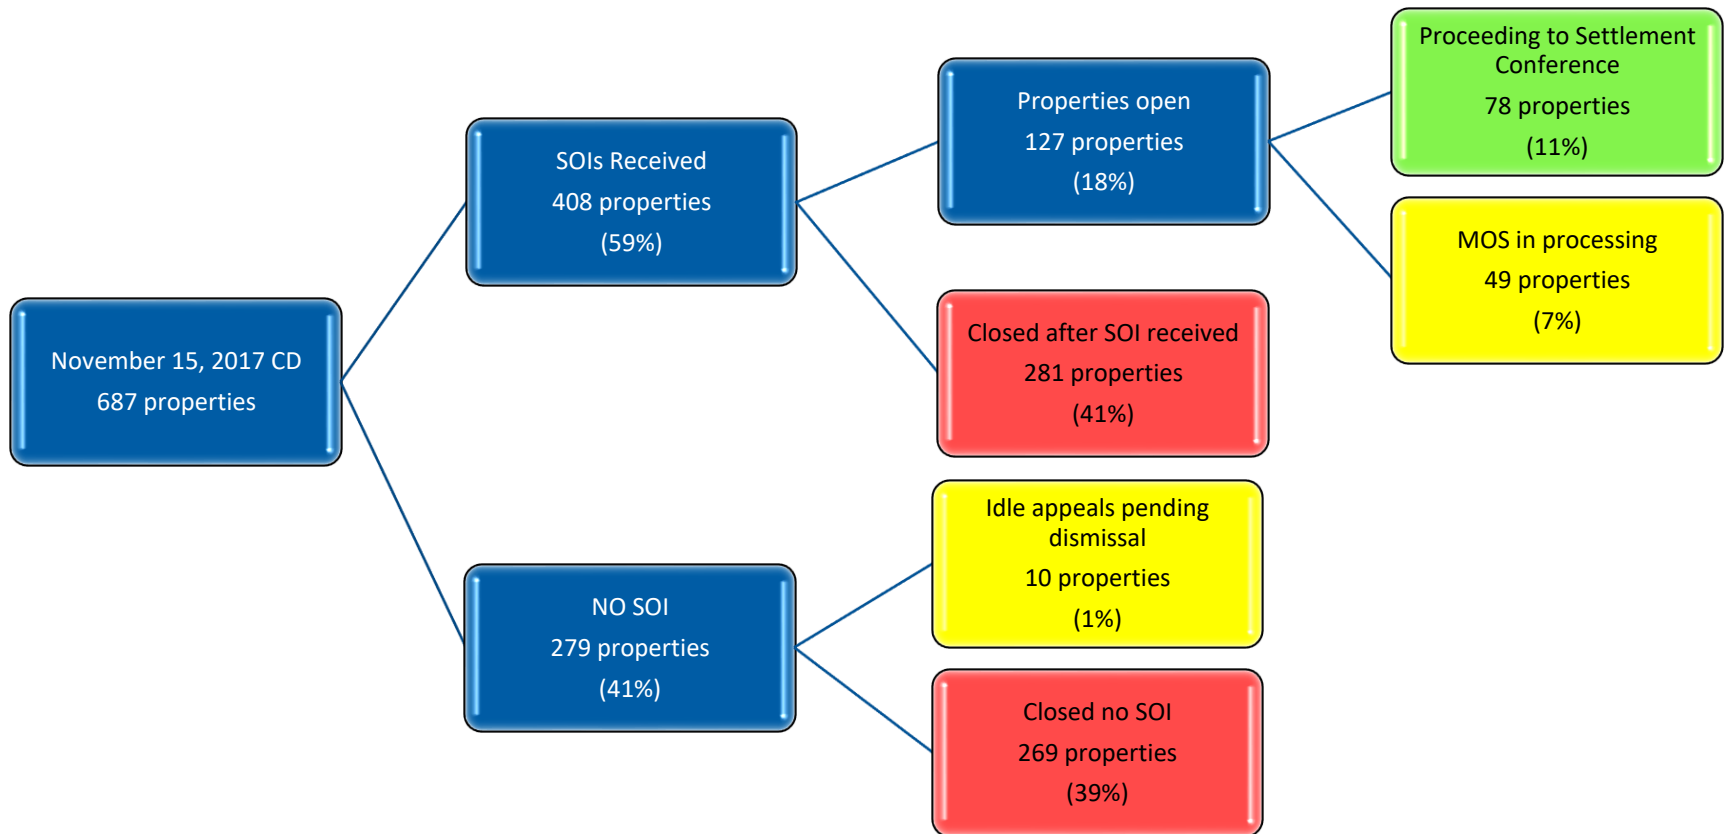 November 15, 2017 CD
687 properties
SOIs Received
408 properties
(59%)
Properties open
127 properties
(18%)
Proceeding to Settlement
Conference
78 properties
(11%)
MOS in processing
49 properties
(7%)
Closed after SOI received
281 properties
(41%)
NO SOI
279 properties
(41%)
Idle appeals pending
dismissal
10 properties
(1%)
Closed no SOI
269 properties
(39%)